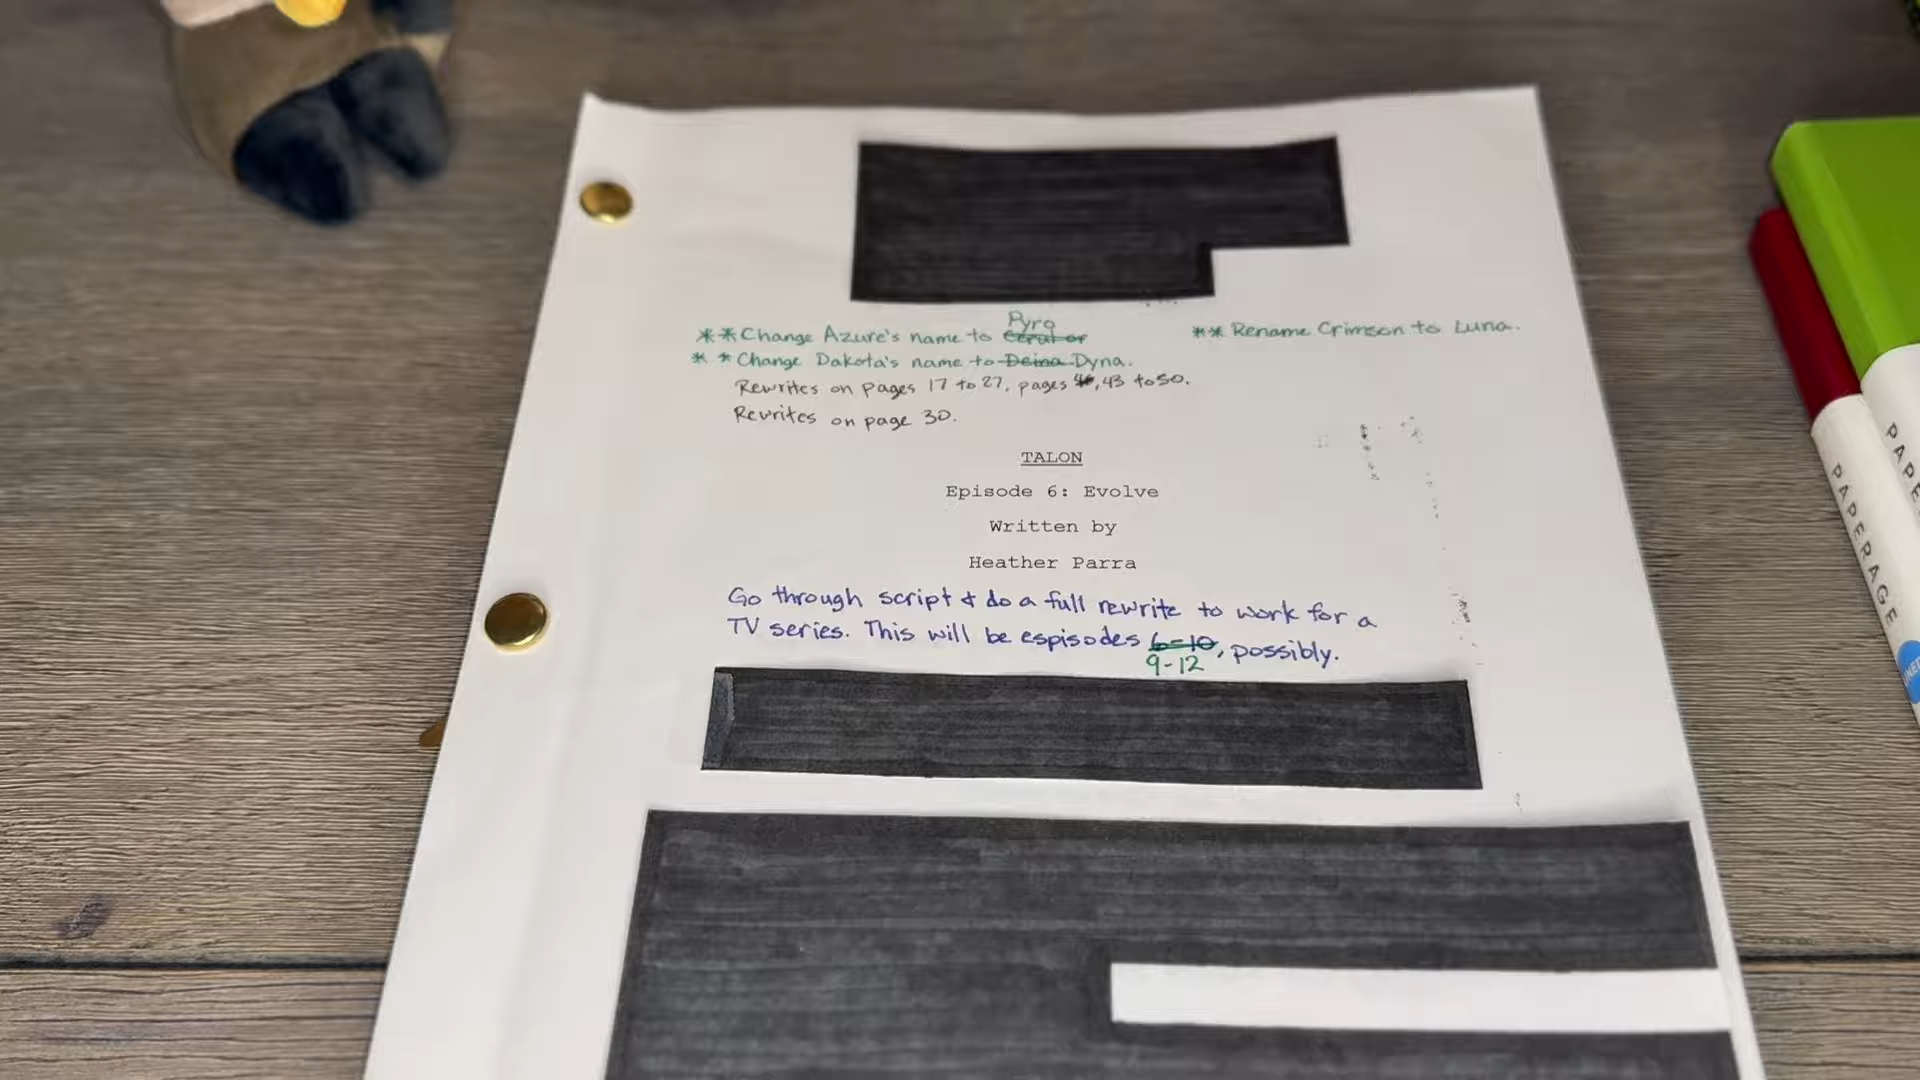 Pyro
**Change Azure's name to Cerul or
** Rename Crimson to Luna.
** Change Dakota's name to Deina Dyna.
Rewrites on pages 17 to 27, pages , 43 to 50.
Rewrites on page 30.
TALON
Episode 6: Evolve
Written by
Heather Parra
Go through script & do a full rewrite to work for a
TV series. This will be espisodes 6-10, possibly.
9-12
PAPERAGE
PAPE